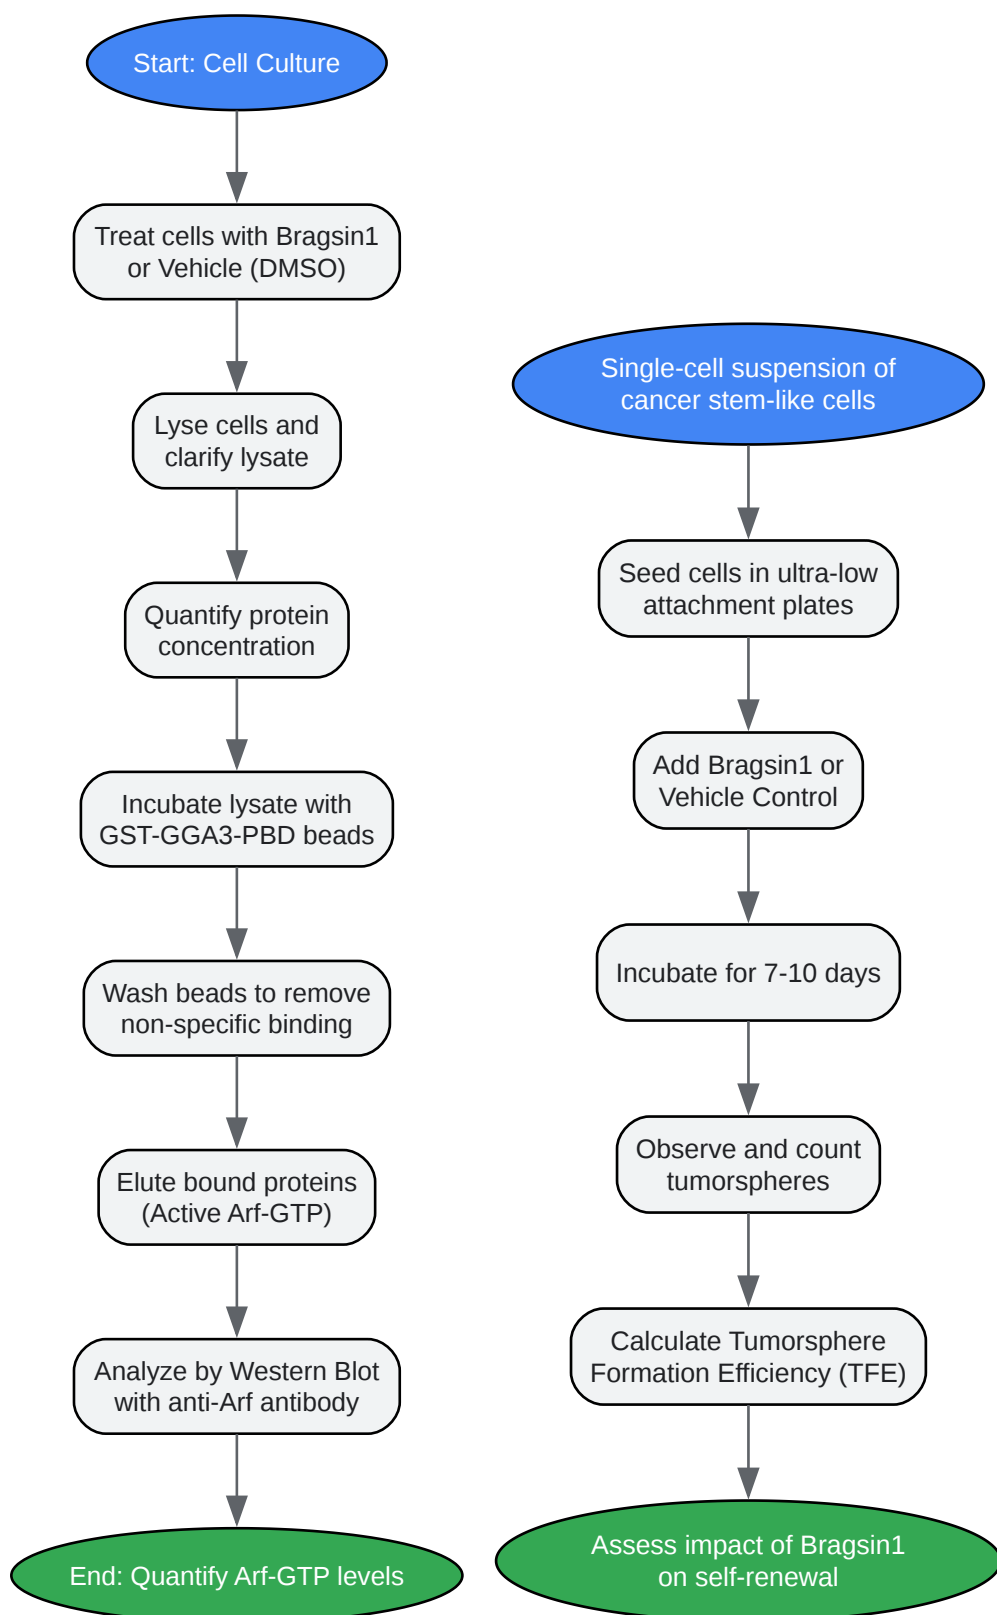 Start: Cell Culture
Treat cells with Bragsin1
or Vehicle (DMSO)
Lyse cells and
clarify lysate
Quantify protein
concentration
Incubate lysate with
GST-GGA3-PBD beads
Wash beads to remove
non-specific binding
Elute bound proteins
(Active Arf-GTP)
Analyze by Western Blot
with anti-Arf antibody
End: Quantify Arf-GTP levels
Single-cell suspension of
cancer stem-like cells
Seed cells in ultra-low
attachment plates
Add Bragsin1 or
Vehicle Control
Incubate for 7-10 days
Observe and count
tumorspheres
Calculate Tumorsphere
Formation Efficiency (TFE)
Assess impact of Bragsin1
on self-renewal